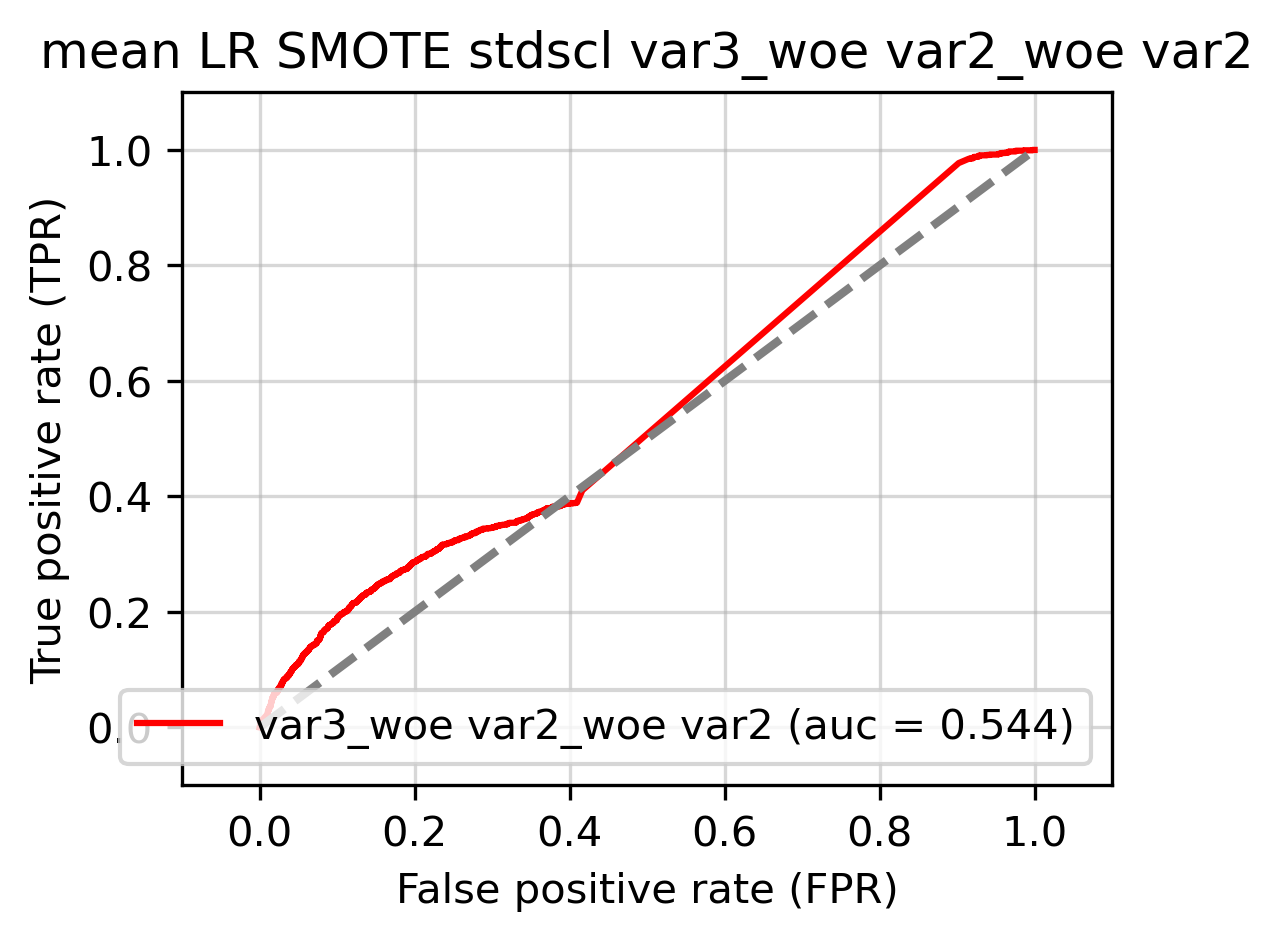 mean LR SMOTE stdscl var3_woe var2_woe var2
True positive rate (TPR)
1.0
0.8
0.6
0.4
0.2
0.0
var3_woe var2_woe var2 (auc = 0.544)
0.0 0.2 0.4 0.6 0.8 1.0
False positive rate (FPR)